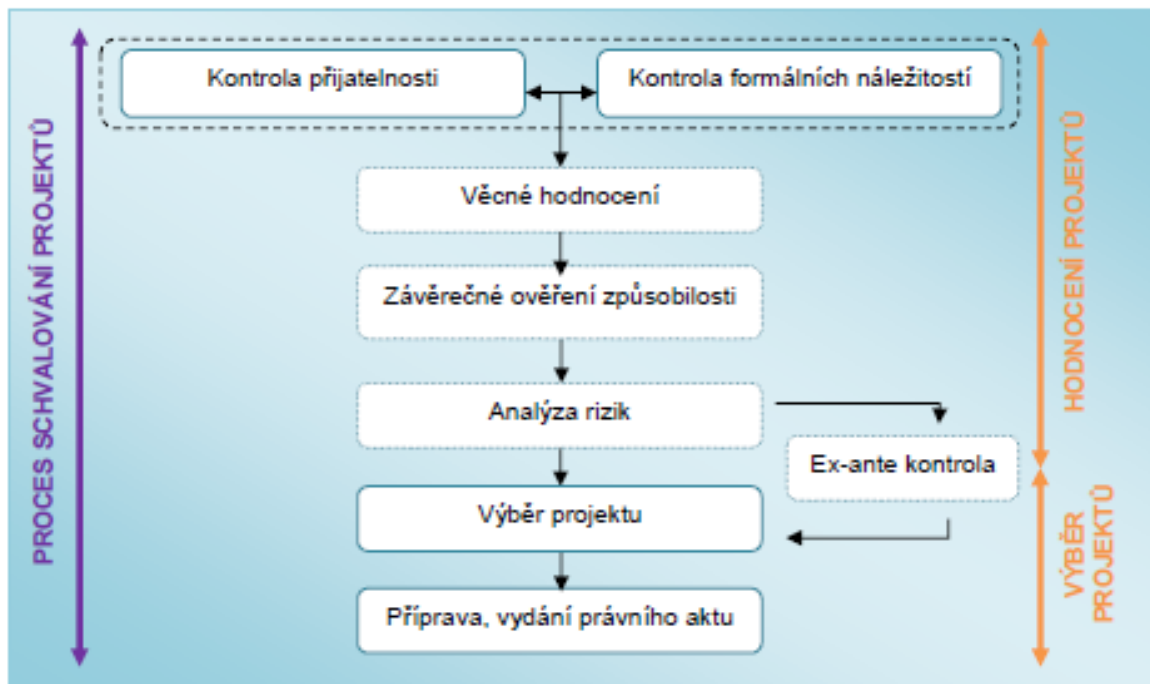 PROCES SCHVALOVÁNÍ PROJEKTŮ
Kontrola přijatelnosti
Kontrola formálních náležitostí
Věcné hodnocení
Závěrečné ověření způsobilosti
Analýza rizik
Ex-ante kontrola
Výběr projektu
Příprava, vydání právního aktu
HODNOCENÍ PROJEKTŮ
VÝBĚR
PROJEKTŮ